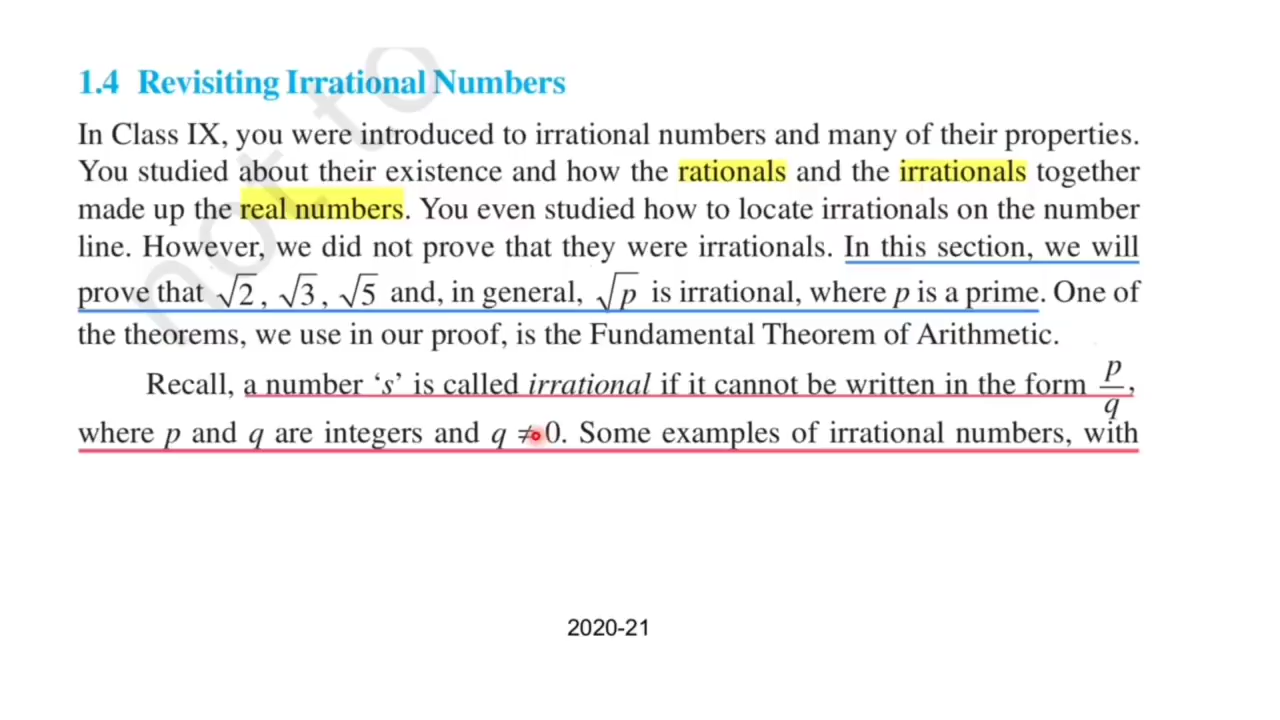 1.4 Revisiting Irrational Numbers
In Class IX, you were introduced to irrational numbers and many of their properties.
You studied about their existence and how the rationals and the irrationals together
made up the real numbers. You even studied how to locate irrationals on the number
line. However, we did not prove that they were irrationals. In this section, we will
prove that √2, √3, √5 and, in general, √p is irrational, where p is a prime. One of
the theorems, we use in our proof, is the Fundamental Theorem of Arithmetic.
Recall, a number ‘s’ is called irrational if it cannot be written in the form p/q,
where p and q are integers and q ≠ 0. Some examples of irrational numbers, with
not to
2020-21